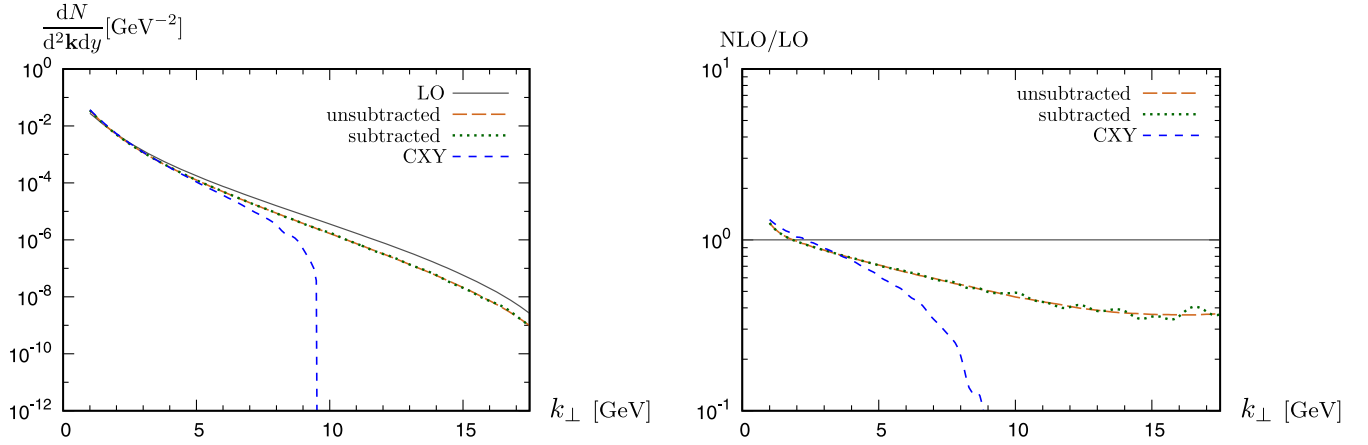 dN
d²kdy [GeV⁻²]
10⁰
10⁻²
10⁻⁴
10⁻⁶
10⁻⁸
10⁻¹⁰
10⁻¹²
0 5 10 15
k⊥ [GeV]
LO
unsubtracted
subtracted
CXY
NLO/LO
10¹
10⁰
10⁻¹
0 5 10 15
k⊥ [GeV]
unsubtracted
subtracted
CXY